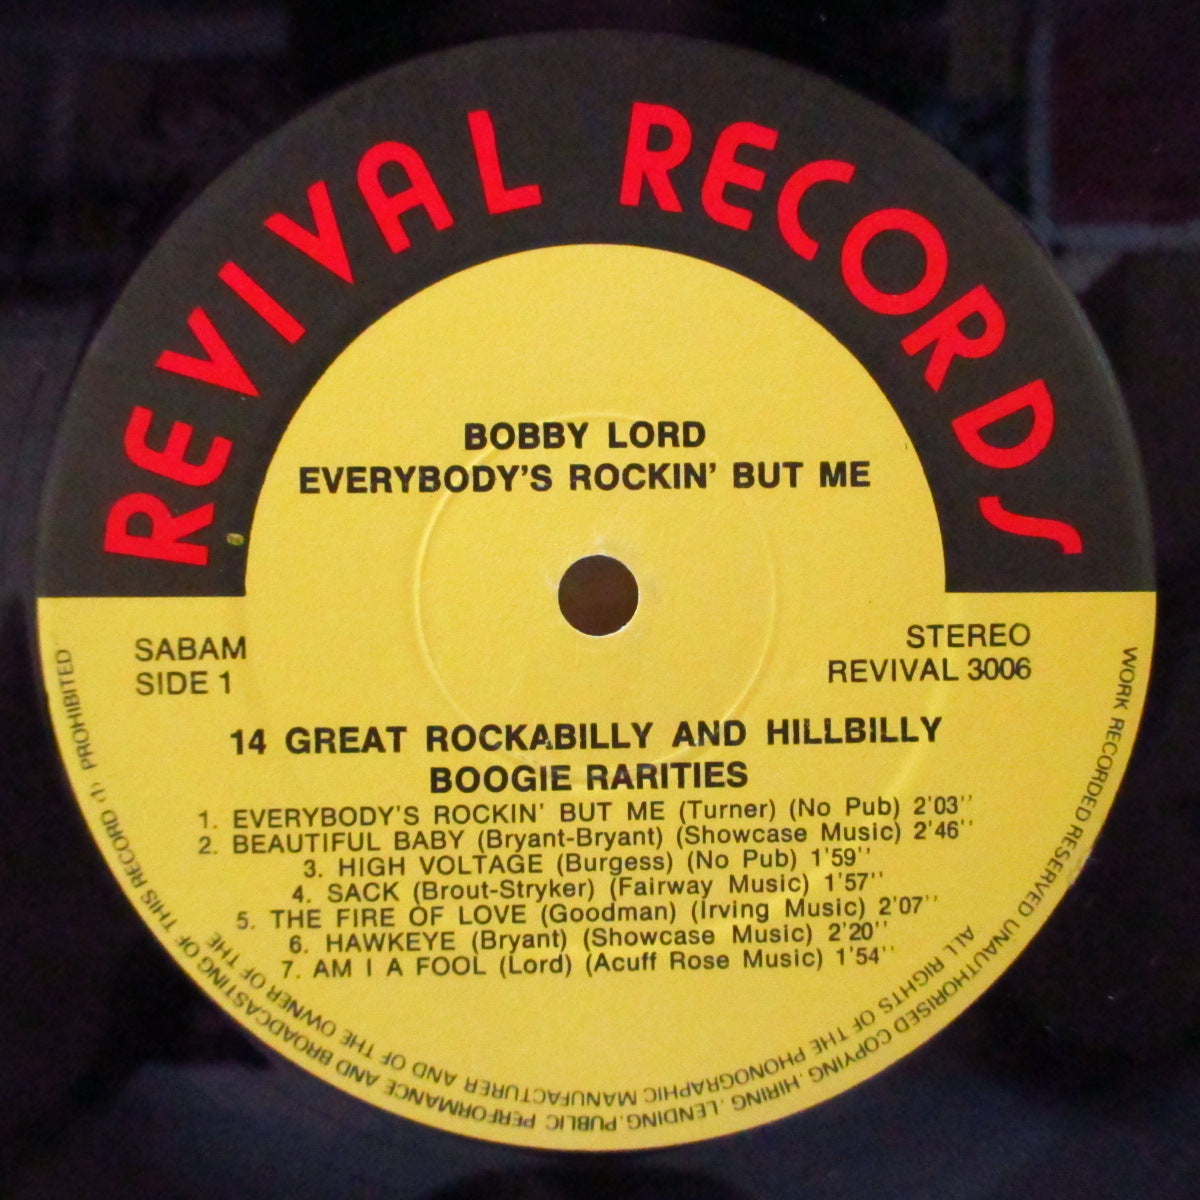 REVIVAL RECORDS
BOBBY LORD
EVERYBODY'S ROCKIN' BUT ME
SABAM
SIDE 1
STEREO
REVIVAL 3006
14 GREAT ROCKABILLY AND HILLBILLY
BOOGIE RARITIES
1. EVERYBODY'S ROCKIN' BUT ME (Turner) (No Pub) 2'03''
2. BEAUTIFUL BABY (Bryant-Bryant) (Showcase Music) 2'46''
3. HIGH VOLTAGE (Burgess) (No Pub) 1'59''
4. SACK (Brout-Stryker) (Fairway Music) 1'57''
5. THE FIRE OF LOVE (Goodman) (Irving Music) 2'07''
6. HAWKEYE (Bryant) (Showcase Music) 2'20''
7. AM I A FOOL (Lord) (Acuff Rose Music) 1'54''
ALL RIGHTS OF THE PHONOGRAPHIC MANUFACTURER AND OF THE OWNER OF THE
WORK RECORDED RESERVED UNAUTHORISED COPYING. HIRING. LENDING. PUBLIC PERFORMANCE AND BROADCASTING OF THIS RECORD (1) PROHIBITED